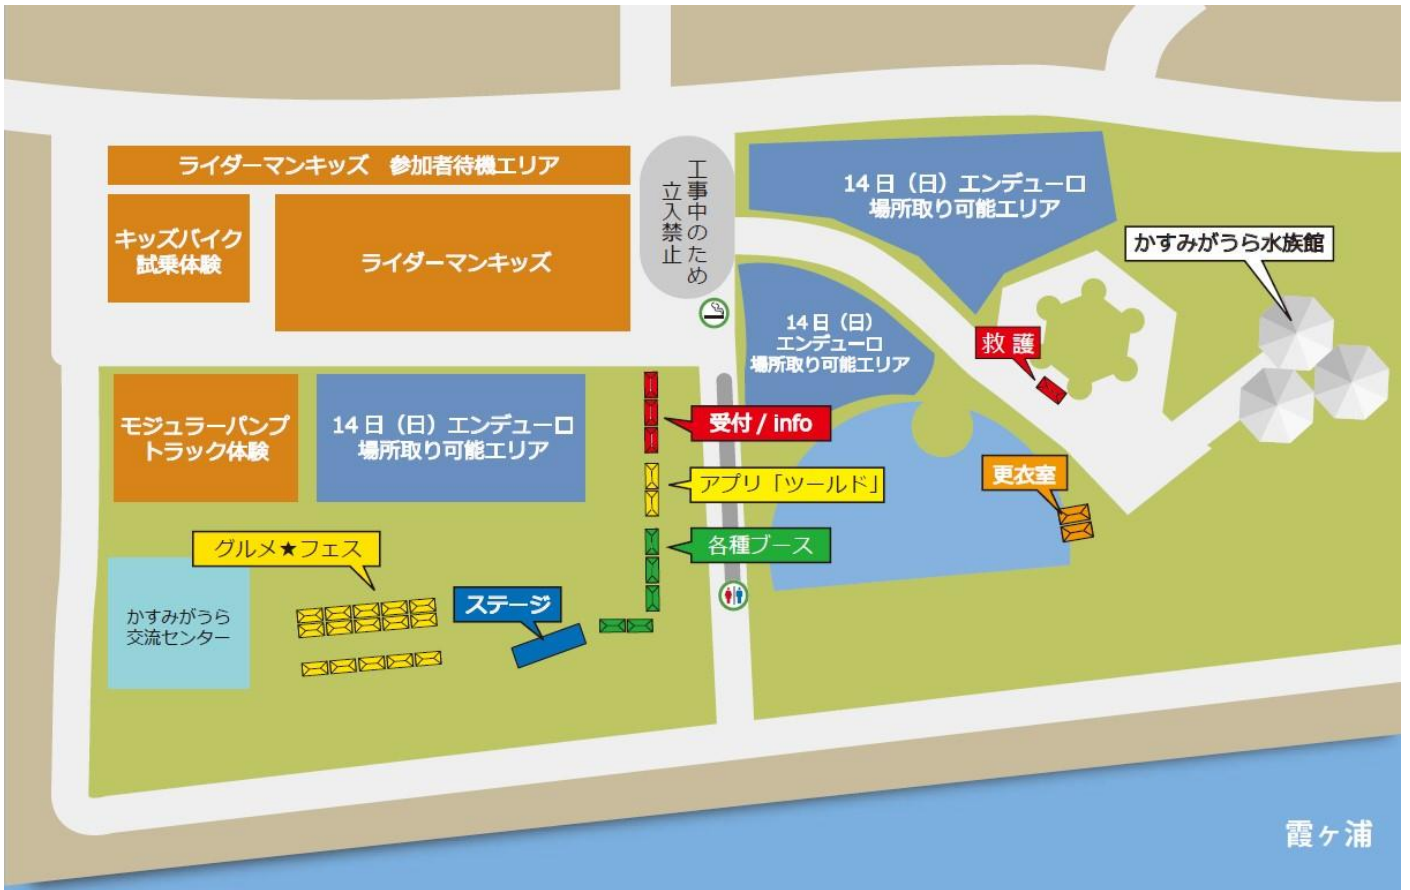 ライダーマンキッズ　参加者待機エリア
キッズバイク
試乗体験
ライダーマンキッズ
工事中のため
立入禁止
14日（日）エンデューロ
場所取り可能エリア
かすみがうら水族館
14日（日）
エンデューロ
場所取り可能エリア
救護
モジュラーパンプ
トラック体験
14日（日）エンデューロ
場所取り可能エリア
受付 / info
アプリ「ツールド」
更衣室
グルメ★フェス
各種ブース
ステージ
かすみがうら
交流センター
霞ヶ浦